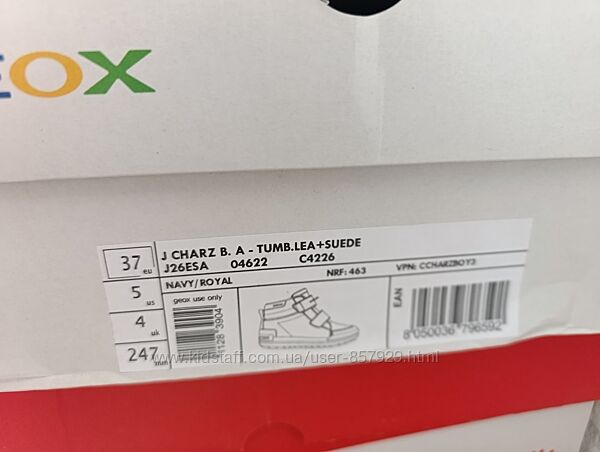 EOX
37 eu
5 us
4 uk
247 mm
J CHARZ B. A - TUMB.LEA+SUEDE
J26ESA 04622 C4226
NAVY/ROYAL
NRF: 463
VPN: CCHARZBOY3
geox use only
EAN
8 050036 796592
www.kidstaff.com.ua/user-857929.html